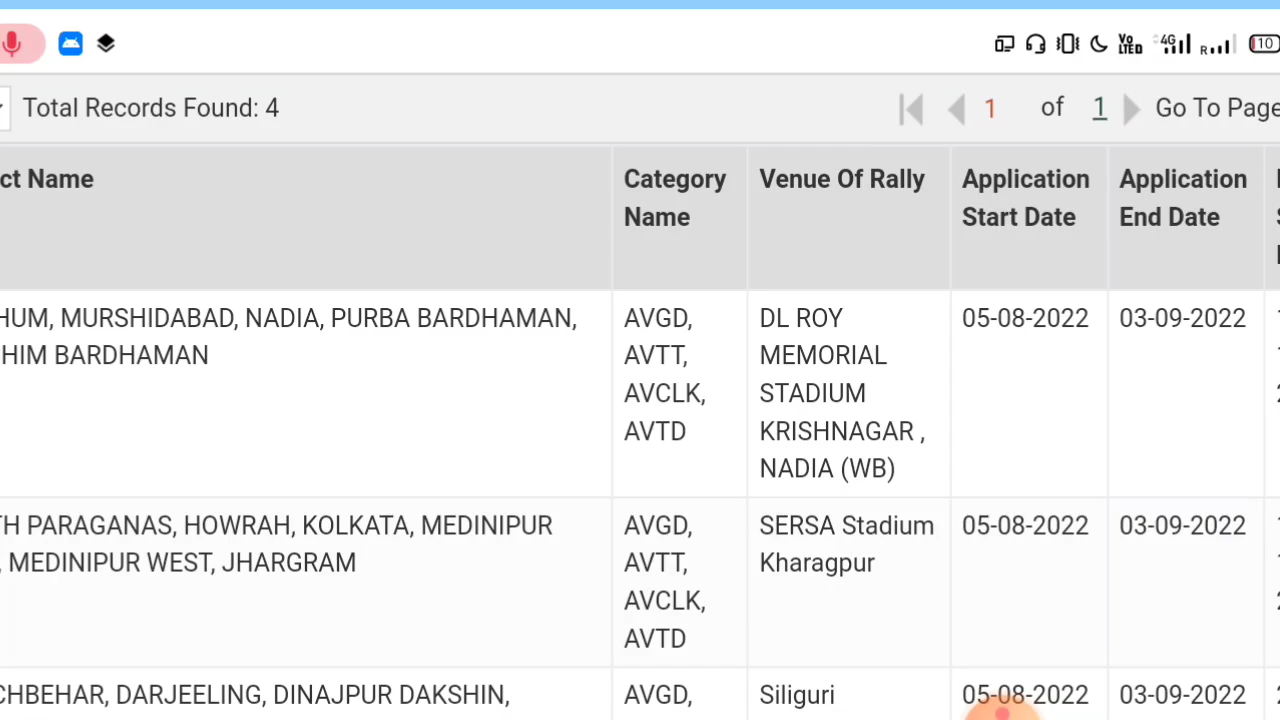 Vo
LTED
4G
R
10
Total Records Found: 4
1 of 1 Go To Page
ct Name
Category
Name
Venue Of Rally
Application
Start Date
Application
End Date
HUM, MURSHIDABAD, NADIA, PURBA BARDHAMAN,
HIM BARDHAMAN
AVGD,
AVTT,
AVCLK,
AVTD
DL ROY
MEMORIAL
STADIUM
KRISHNAGAR ,
NADIA (WB)
05-08-2022
03-09-2022
TH PARAGANAS, HOWRAH, KOLKATA, MEDINIPUR
, MEDINIPUR WEST, JHARGRAM
AVGD,
AVTT,
AVCLK,
AVTD
SERSA Stadium
Kharagpur
05-08-2022
03-09-2022
CHBEHAR, DARJEELING, DINAJPUR DAKSHIN,
AVGD,
Siliguri
05-08-2022
03-09-2022